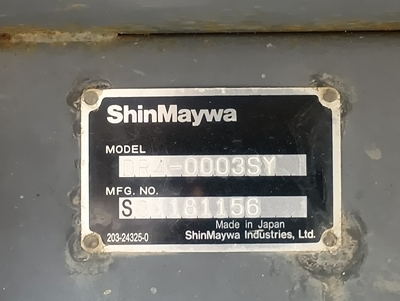 ShinMaywa
MODEL
MFG. NO.
Made in Japan
203-24325-0
ShinMaywa Industries, Ltd.